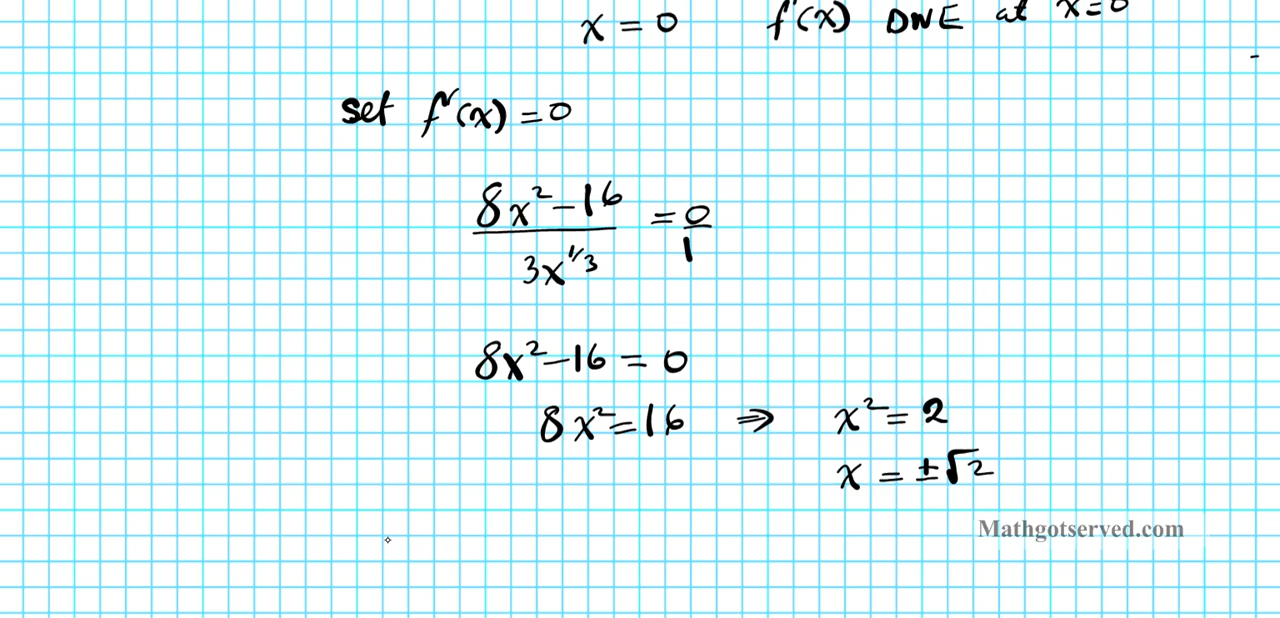 x = 0 f'(x) DNE at x=0
set f'(x) = 0
8x² - 16 / 3x^(1/3) = 0/1
8x² - 16 = 0
8x² = 16 ⇒ x² = 2
x = ±√2
Mathgotserved.com